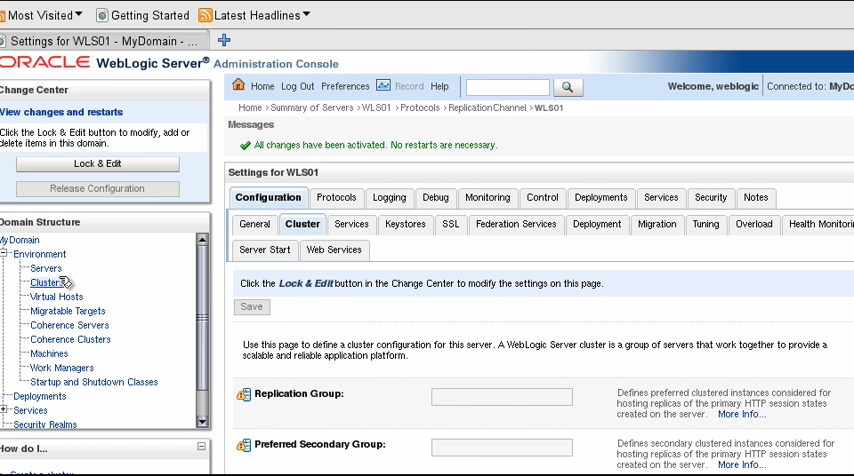 Most Visited Getting Started Latest Headlines
Settings for WLS01 - MyDomain - ...
ORACLE WebLogic Server® Administration Console
Change Center
View changes and restarts
Click the Lock & Edit button to modify, add or
delete items in this domain.
Lock & Edit
Release Configuration
Domain Structure
MyDomain
Environment
Servers
Clusters
Virtual Hosts
Migratable Targets
Coherence Servers
Coherence Clusters
Machines
Work Managers
Startup and Shutdown Classes
Deployments
Services
Security Realms
How do I...
Create a cluster
Home Log Out Preferences Record Help
Welcome, weblogic Connected to: MyDo
Home >Summary of Servers >WLS01 >Protocols >ReplicationChannel >WLS01
Messages
All changes have been activated. No restarts are necessary.
Settings for WLS01
Configuration Protocols Logging Debug Monitoring Control Deployments Services Security Notes
General Cluster Services Keystores SSL Federation Services Deployment Migration Tuning Overload Health Monitorin
Server Start Web Services
Click the Lock & Edit button in the Change Center to modify the settings on this page.
Save
Use this page to define a cluster configuration for this server. A WebLogic Server cluster is a group of servers that work together to provide a
scalable and reliable application platform.
Replication Group:
Defines preferred clustered instances considered for
hosting replicas of the primary HTTP session states
created on the server. More Info...
Preferred Secondary Group:
Defines secondary clustered instances considered for
hosting replicas of the primary HTTP session states
created on the server. More Info...